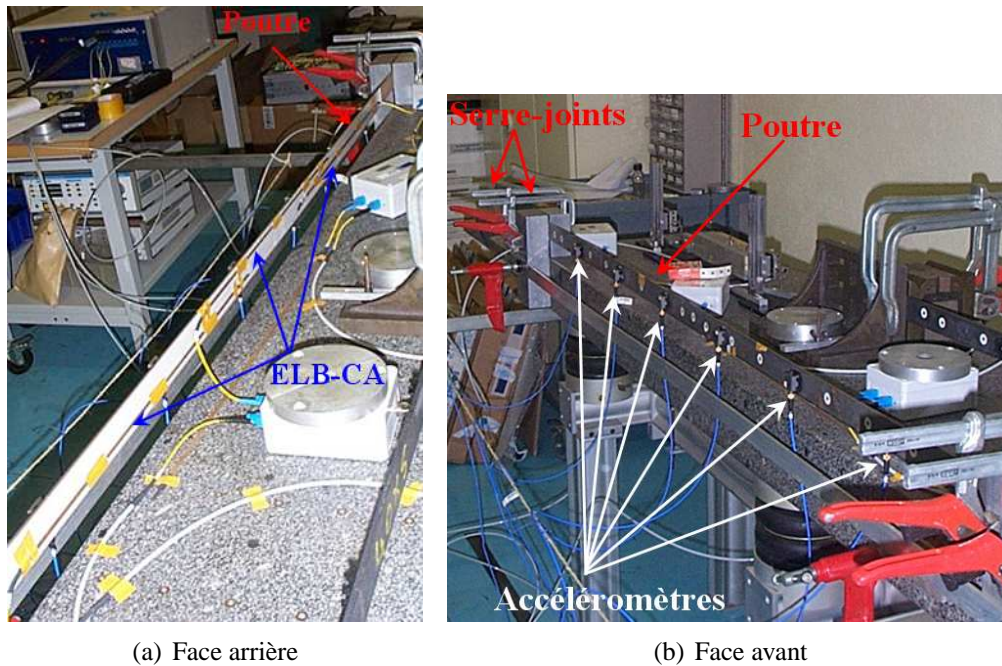 Poutre
ELB-CA
Serre-joints
Poutre
Accéléromètres
(a) Face arrière
(b) Face avant